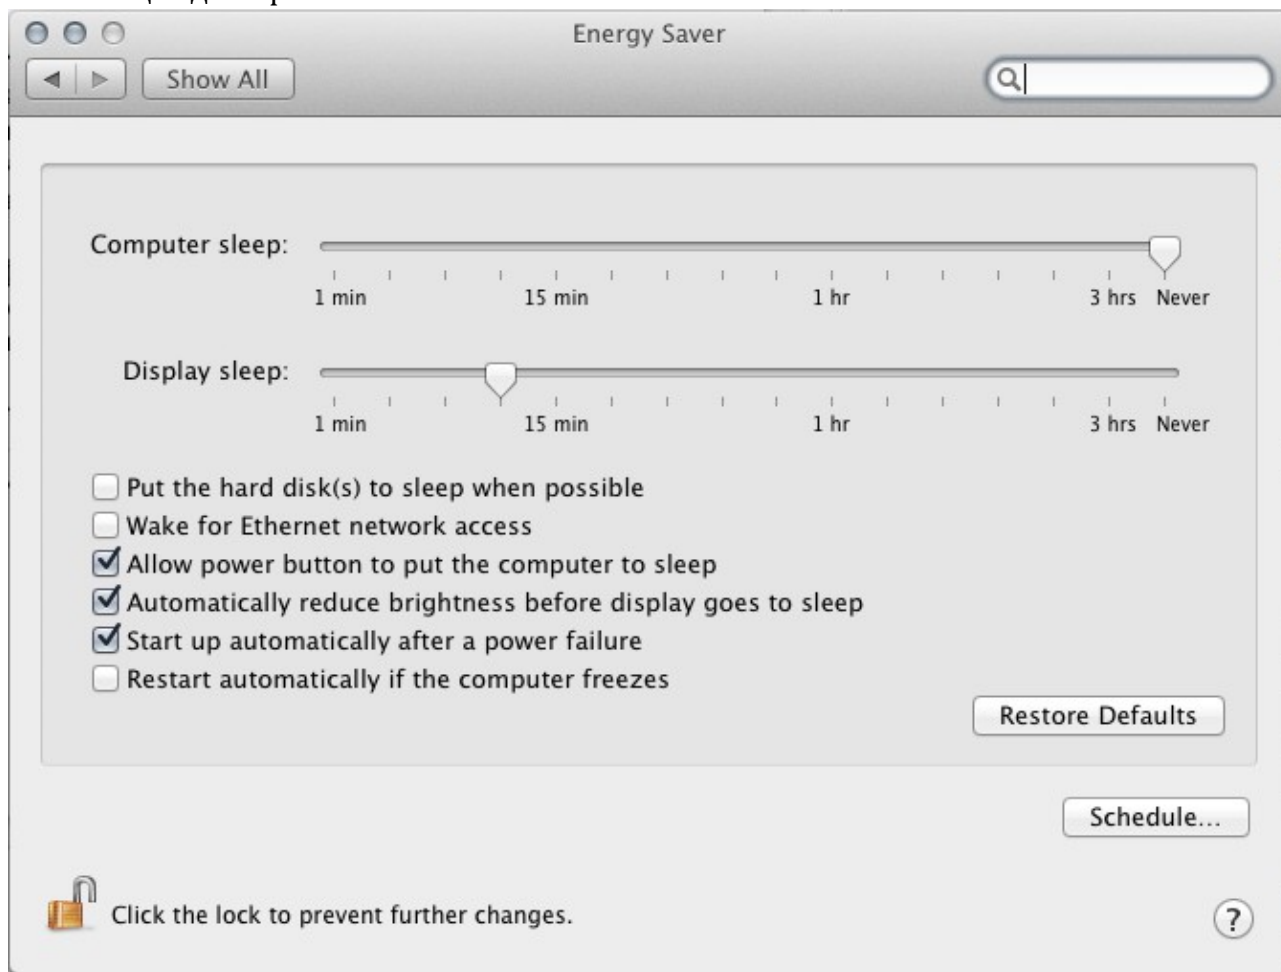 Energy Saver
Show All
Computer sleep:
1 min 15 min 1 hr 3 hrs Never
Display sleep:
1 min 15 min 1 hr 3 hrs Never
Put the hard disk(s) to sleep when possible
Wake for Ethernet network access
Allow power button to put the computer to sleep
Automatically reduce brightness before display goes to sleep
Start up automatically after a power failure
Restart automatically if the computer freezes
Restore Defaults
Schedule...
Click the lock to prevent further changes.
?